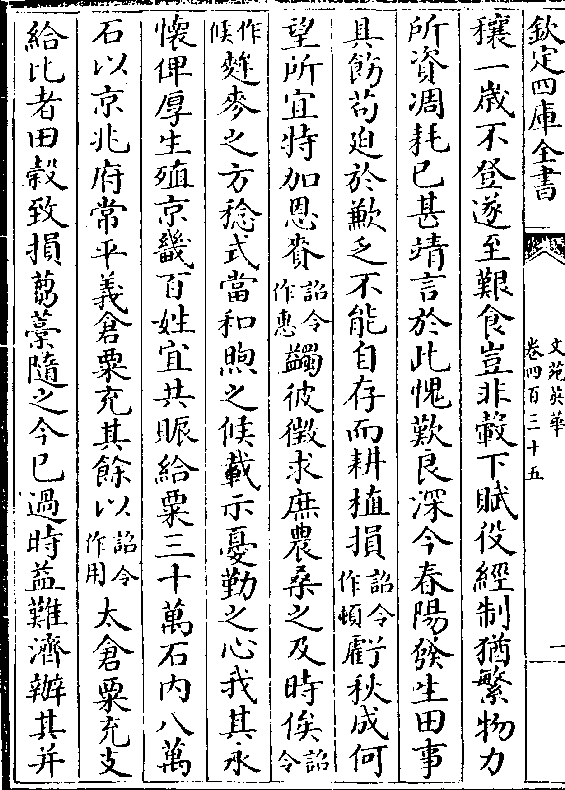 欽定四庫全書
文苑英華
卷四百三十五
一
穰一歲不登遂至艱食豈非轂下賦役經制猶繁物力
所資凋耗已甚靖言於此愧歎良深今春陽發生田事
具飭茍廹於歉乏不能自存而耕植損詔令作頓虧秋成何
望所宜特加恩賚詔令作惠蠲彼徴求庶農桑之及時俟詔令
作候麰麥之方稔式當和煦之候載示憂勤之心我其永
懷俾厚生殖京畿百姓宜共賑給粟三十萬石内八萬
石以京兆府常平義倉粟充其餘以詔令作用太倉粟充支
給比者田穀致損蒭藁隨之今已過時益難濟辦其并